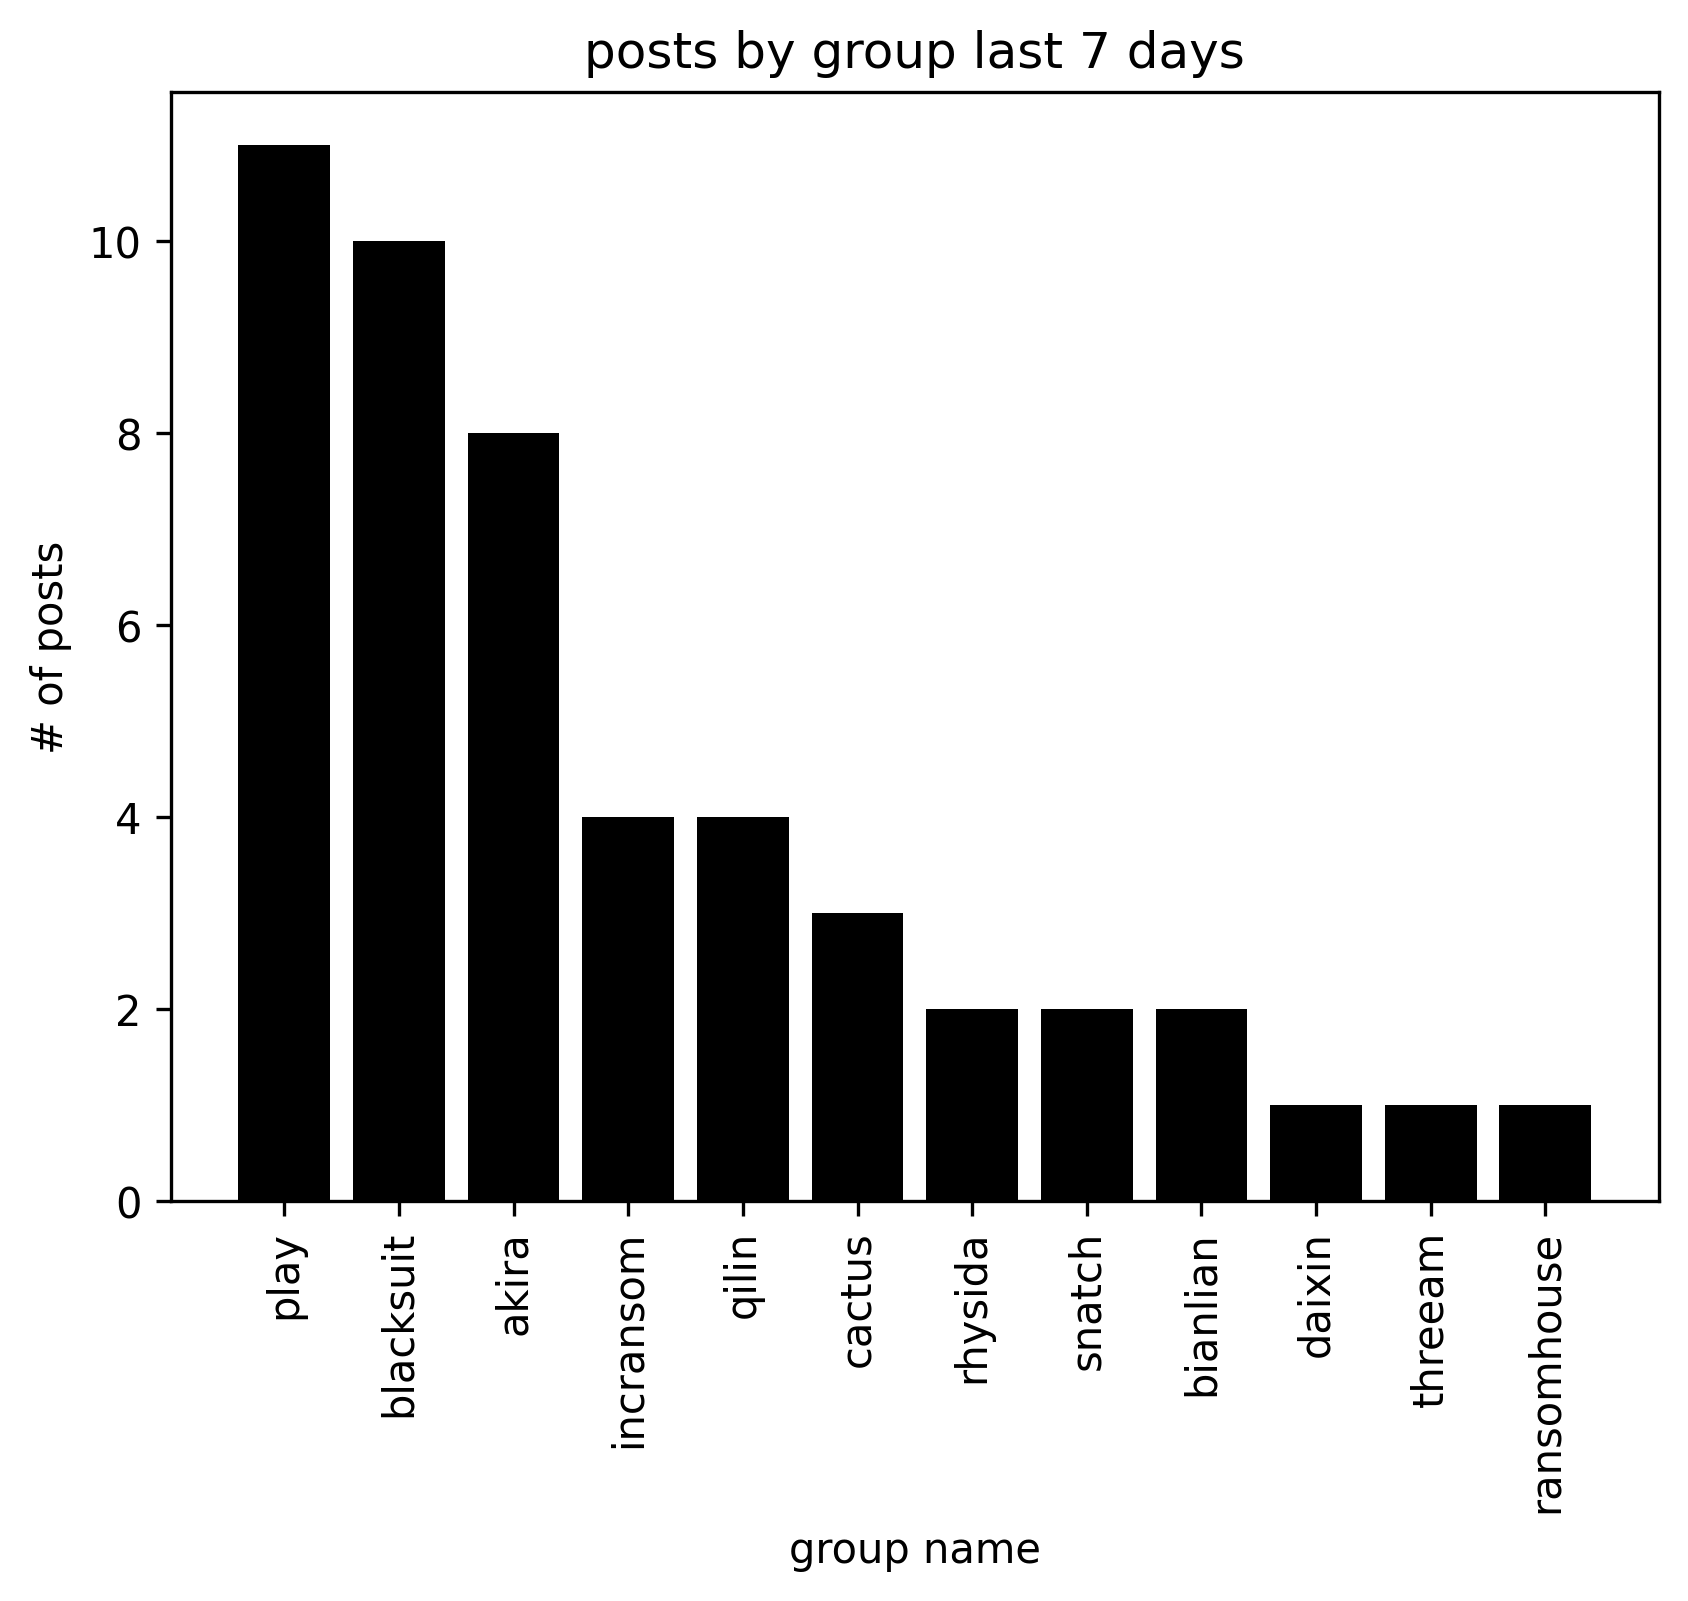 posts by group last 7 days
# of posts
10
8
6
4
2
0
play
blacksuit
akira
incransom
qilin
cactus
rhysida
snatch
bianlian
daixin
threeam
ransomhouse
group name